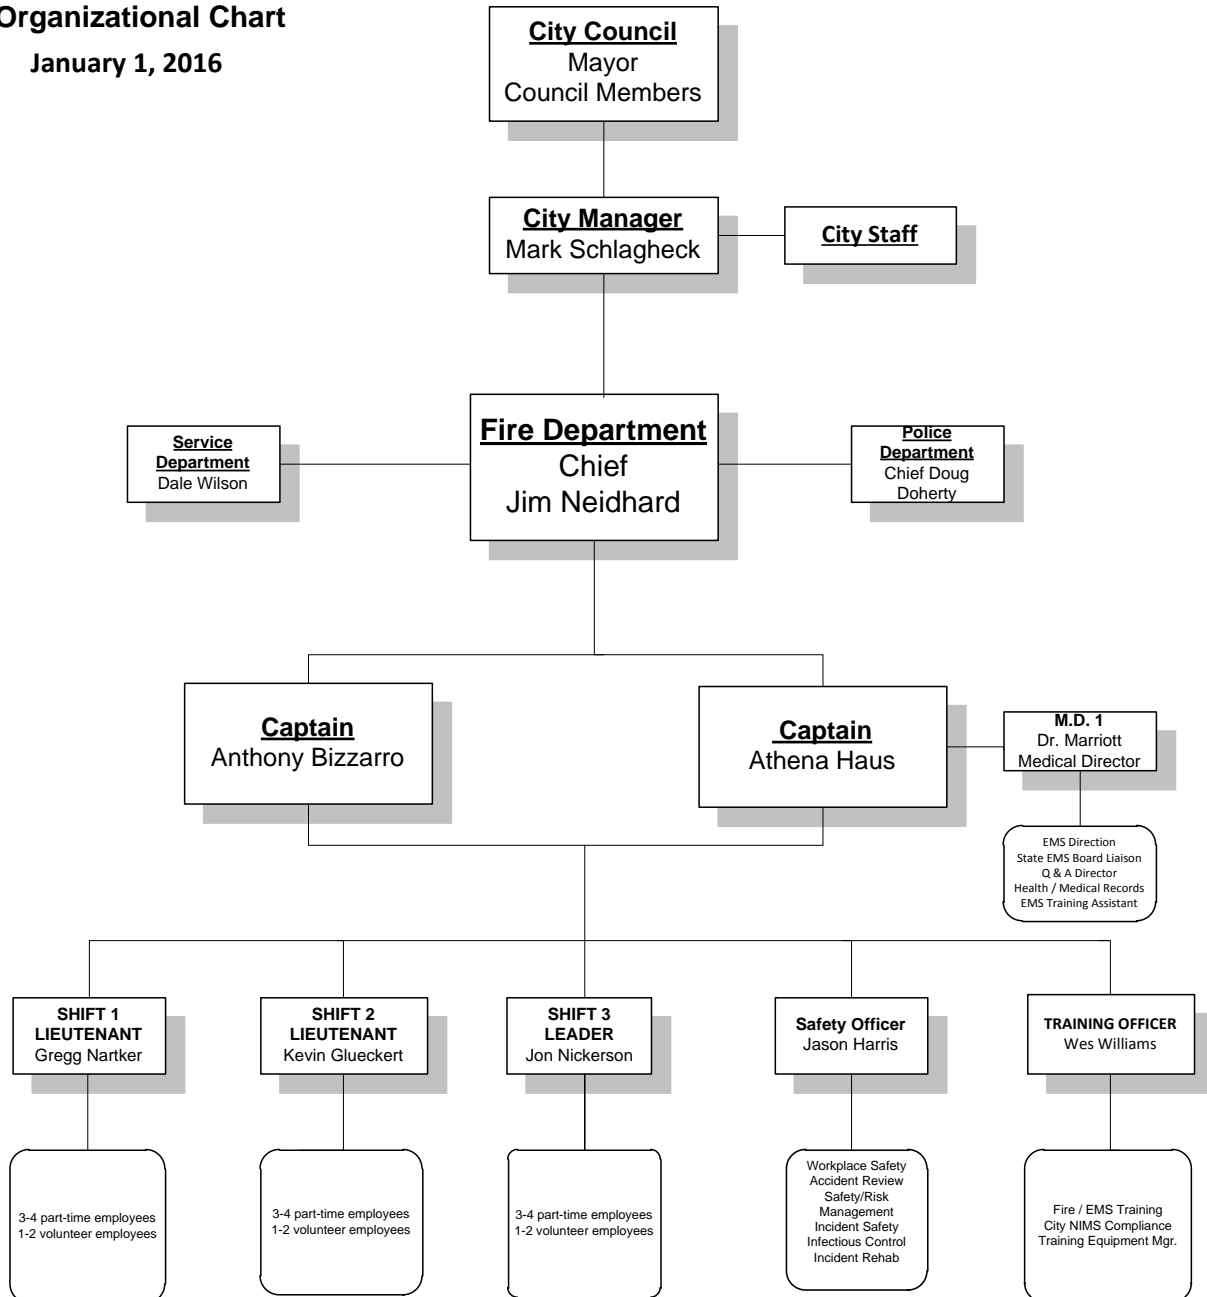 Organizational Chart
January 1, 2016
City Council
Mayor
Council Members
City Manager
Mark Schlagheck
City Staff
Service
Department
Dale Wilson
Fire Department
Chief
Jim Neidhard
Police
Department
Chief Doug
Doherty
Captain
Anthony Bizzarro
Captain
Athena Haus
M.D. 1
Dr. Marriott
Medical Director
EMS Direction
State EMS Board Liaison
Q & A Director
Health / Medical Records
EMS Training Assistant
SHIFT 1
LIEUTENANT
Gregg Nartker
SHIFT 2
LIEUTENANT
Kevin Glueckert
SHIFT 3
LEADER
Jon Nickerson
Safety Officer
Jason Harris
TRAINING OFFICER
Wes Williams
3-4 part-time employees
1-2 volunteer employees
3-4 part-time employees
1-2 volunteer employees
3-4 part-time employees
1-2 volunteer employees
Workplace Safety
Accident Review
Safety/Risk
Management
Incident Safety
Infectious Control
Incident Rehab
Fire / EMS Training
City NIMS Compliance
Training Equipment Mgr.